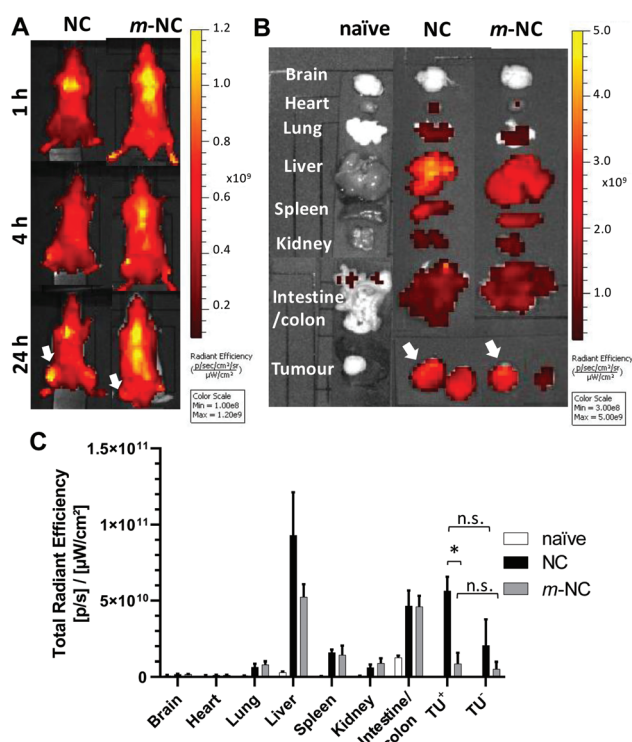 A
NC
m-NC
1 h
4 h
24 h
1.2
1.0
0.8
x10⁹
0.6
0.4
0.2
Radiant Efficiency
(p/sec/cm²/sr
µW/cm²)
Color Scale
Min = 1.00e8
Max = 1.20e9
B
naïve
NC
m-NC
Brain
Heart
Lung
Liver
Spleen
Kidney
Intestine
/colon
Tumour
5.0
4.0
3.0
x10⁹
2.0
1.0
Radiant Efficiency
(p/sec/cm²/sr
µW/cm²)
Color Scale
Min = 3.00e8
Max = 5.00e9
C
Total Radiant Efficiency
[p/s] / [µW/cm²]
1.5×10¹¹
1×10¹¹
5×10¹⁰
0
n.s.
*
n.s.
naïve
NC
m-NC
Brain
Heart
Lung
Liver
Spleen
Kidney
Intestine/
colon
TU⁺
TU⁻